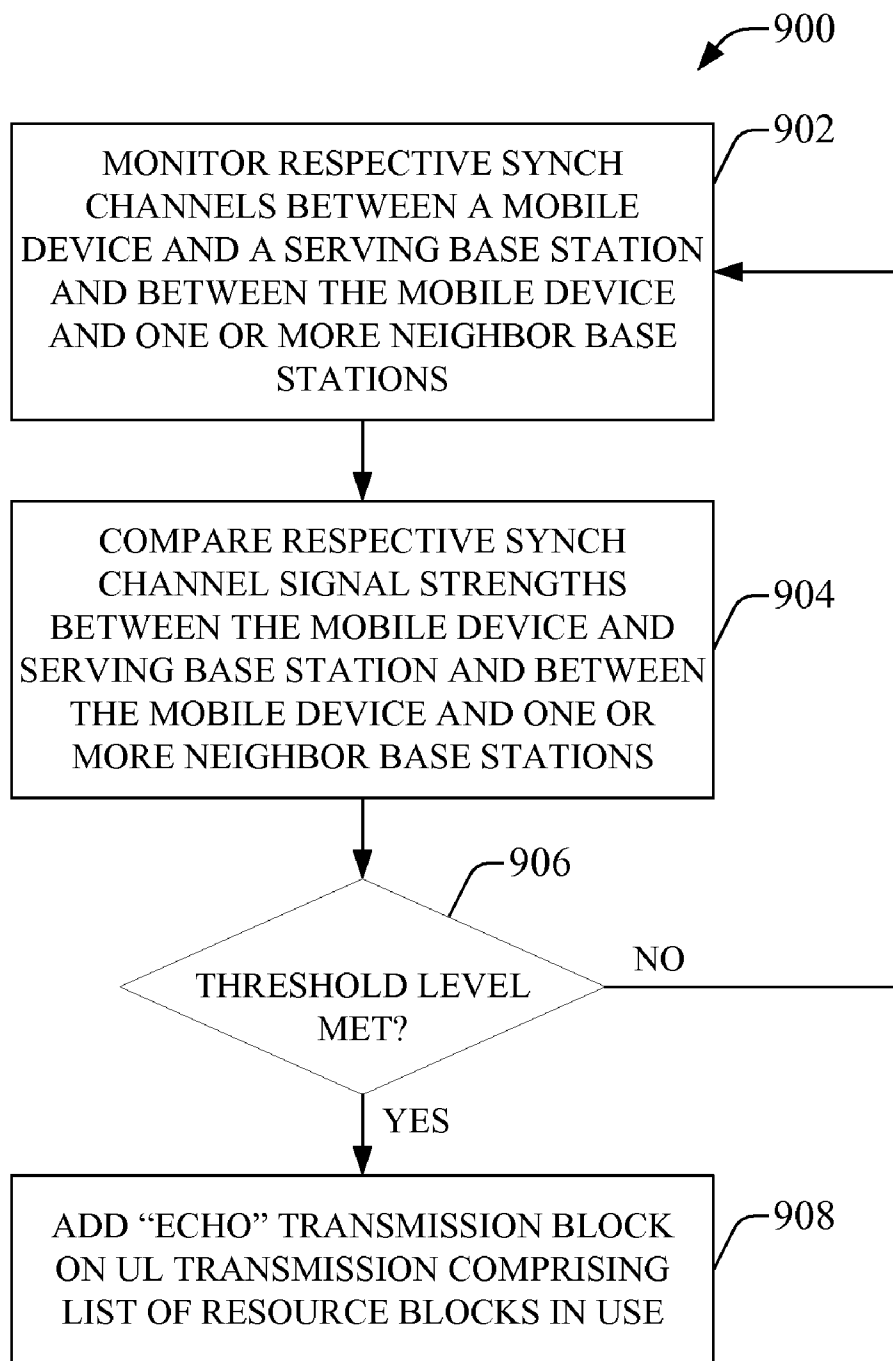 900
902
MONITOR RESPECTIVE SYNCH
CHANNELS BETWEEN A MOBILE
DEVICE AND A SERVING BASE STATION
AND BETWEEN THE MOBILE DEVICE
AND ONE OR MORE NEIGHBOR BASE
STATIONS
904
COMPARE RESPECTIVE SYNCH
CHANNEL SIGNAL STRENGTHS
BETWEEN THE MOBILE DEVICE AND
SERVING BASE STATION AND BETWEEN
THE MOBILE DEVICE AND ONE OR
MORE NEIGHBOR BASE STATIONS
906
THRESHOLD LEVEL
MET?
NO
YES
908
ADD “ECHO” TRANSMISSION BLOCK
ON UL TRANSMISSION COMPRISING
LIST OF RESOURCE BLOCKS IN USE